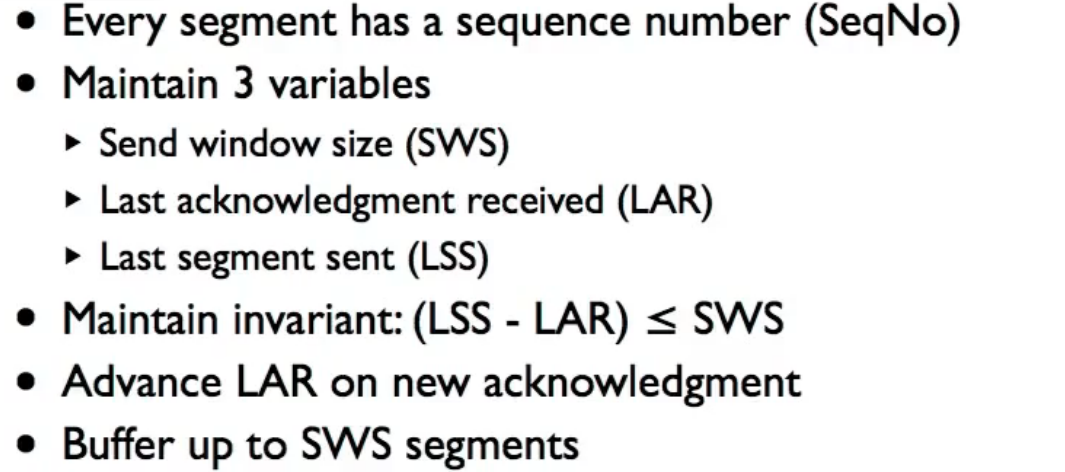 • Every segment has a sequence number (SeqNo)
• Maintain 3 variables
▸ Send window size (SWS)
▸ Last acknowledgment received (LAR)
▸ Last segment sent (LSS)
• Maintain invariant: (LSS - LAR) ≤ SWS
• Advance LAR on new acknowledgment
• Buffer up to SWS segments